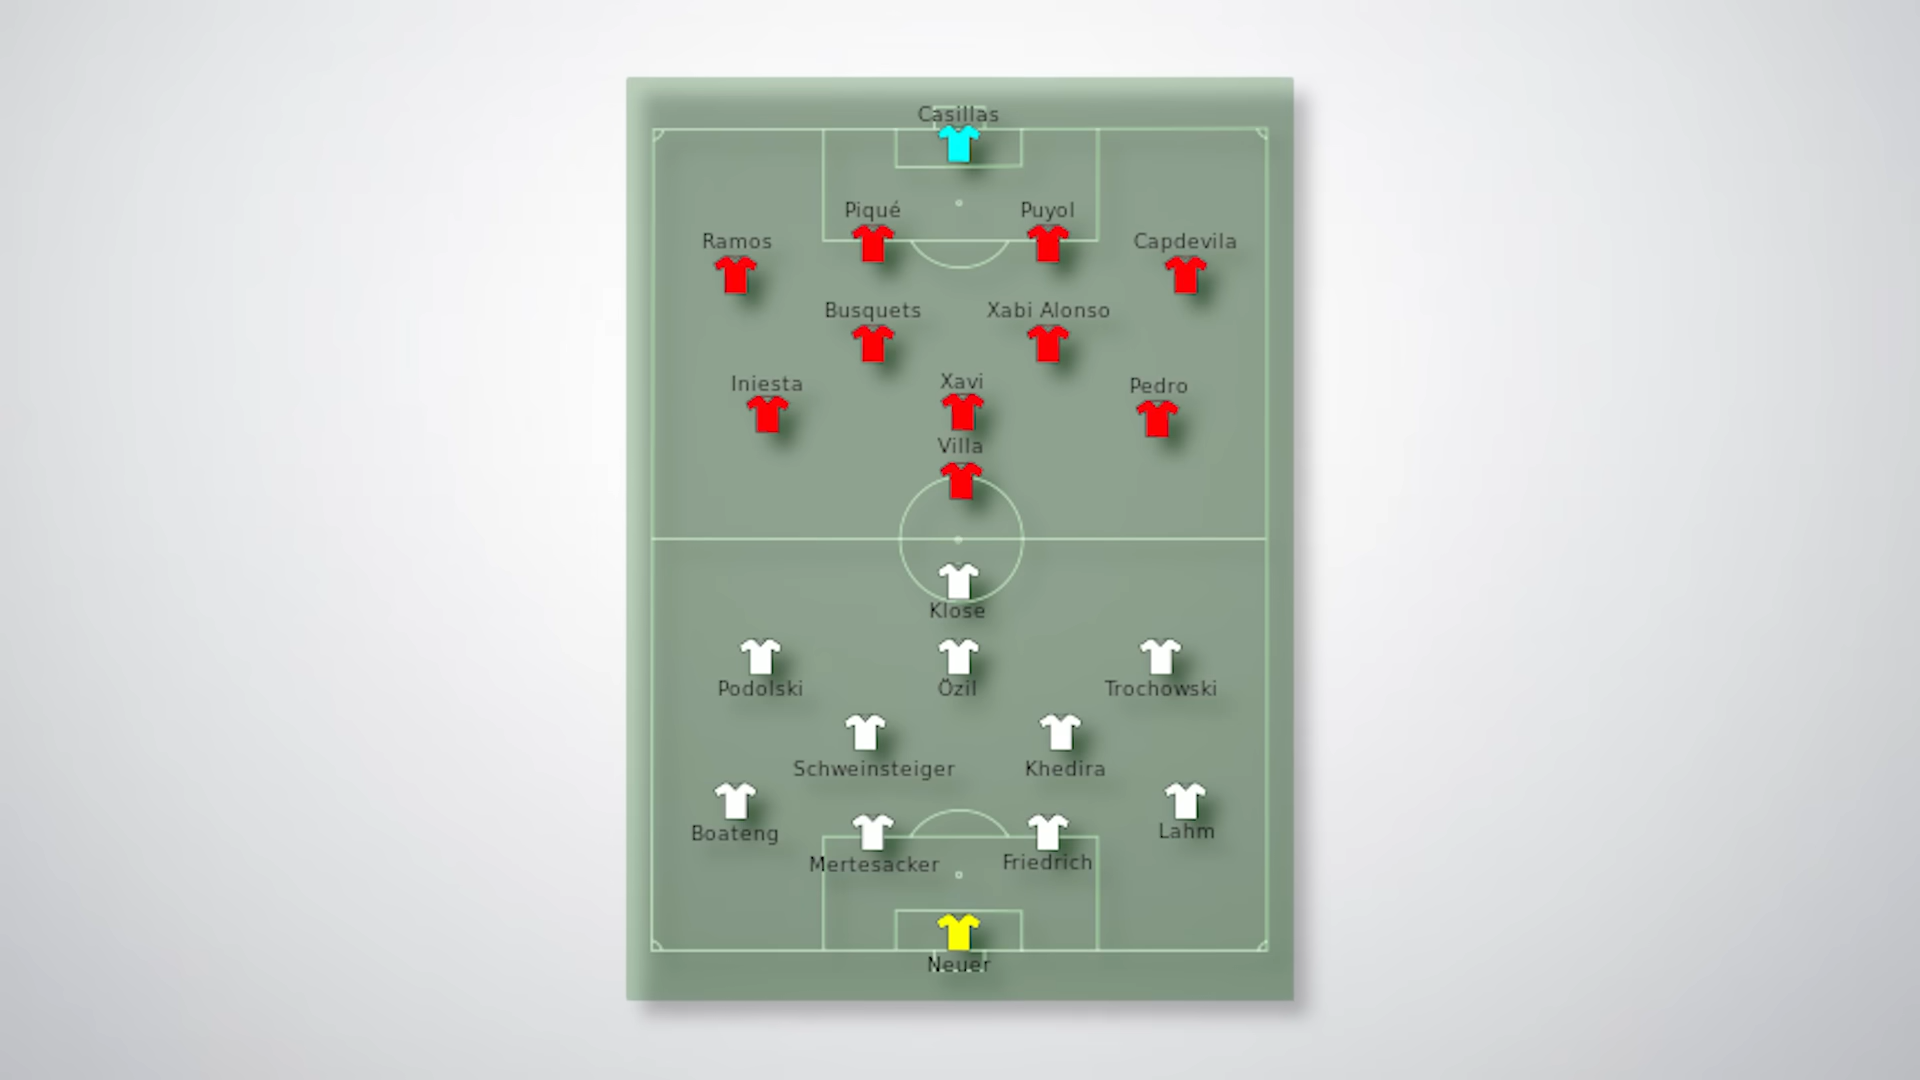 Casillas
Piqué Puyol
Ramos Capdevila
Busquets Xabi Alonso
Iniesta Xavi Pedro
Villa
Klose
Podolski Özil Trochowski
Schweinsteiger Khedira
Boateng Lahm
Mertesacker Friedrich
Neuer